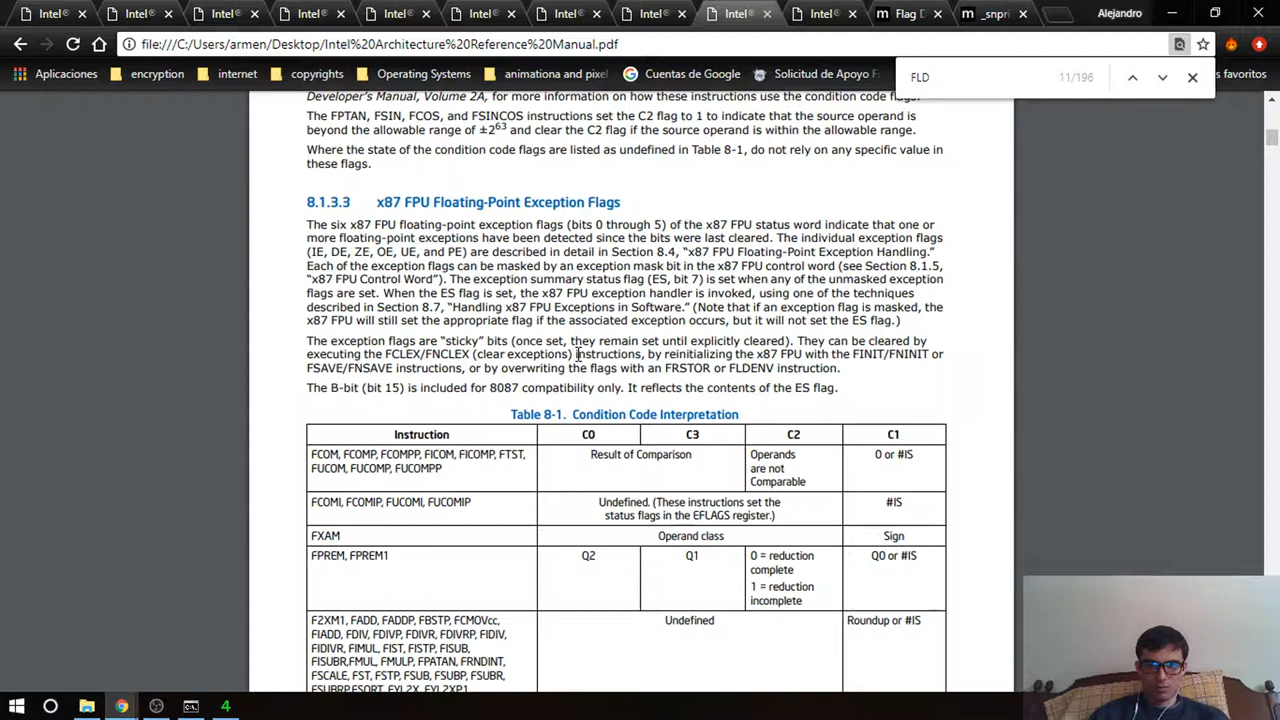 Intel®
Intel®
Intel®
Intel®
Intel®
Intel®
Intel®
Intel®
Intel®
Intel®
Flag D
_snpri
Alejandro
file:///C:/Users/armen/Desktop/Intel%20Architecture%20Reference%20Manual.pdf
Aplicaciones
encryption
internet
copyrights
Operating Systems
animationa and pixel
Cuentas de Google
Solicitud de Apoyo F
s favoritos
FLD
11/196
Developer's Manual, Volume 2A, for more information on how these instructions use the condition code flags.
The FPTAN, FSIN, FCOS, and FSINCOS instructions set the C2 flag to 1 to indicate that the source operand is
beyond the allowable range of ±2^63 and clear the C2 flag if the source operand is within the allowable range.
Where the state of the condition code flags are listed as undefined in Table 8-1, do not rely on any specific value in
these flags.
8.1.3.3 x87 FPU Floating-Point Exception Flags
The six x87 FPU floating-point exception flags (bits 0 through 5) of the x87 FPU status word indicate that one or
more floating-point exceptions have been detected since the bits were last cleared. The individual exception flags
(IE, DE, ZE, OE, UE, and PE) are described in detail in Section 8.4, “x87 FPU Floating-Point Exception Handling.”
Each of the exception flags can be masked by an exception mask bit in the x87 FPU control word (see Section 8.1.5,
“x87 FPU Control Word”). The exception summary status flag (ES, bit 7) is set when any of the unmasked exception
flags are set. When the ES flag is set, the x87 FPU exception handler is invoked, using one of the techniques
described in Section 8.7, “Handling x87 FPU Exceptions in Software.” (Note that if an exception flag is masked, the
x87 FPU will still set the appropriate flag if the associated exception occurs, but it will not set the ES flag.)
The exception flags are “sticky” bits (once set, they remain set until explicitly cleared). They can be cleared by
executing the FCLEX/FNCLEX (clear exceptions) instructions, by reinitializing the x87 FPU with the FINIT/FNINIT or
FSAVE/FNSAVE instructions, or by overwriting the flags with an FRSTOR or FLDENV instruction.
The B-bit (bit 15) is included for 8087 compatibility only. It reflects the contents of the ES flag.
Table 8-1. Condition Code Interpretation
Instruction C0 C3 C2 C1
FCOM, FCOMP, FCOMPP, FICOM, FICOMP, FTST,
FUCOM, FUCOMP, FUCOMPP
Result of Comparison
Operands
are not
Comparable
0 or #IS
FCOMI, FCOMIP, FUCOMI, FUCOMIP
Undefined. (These instructions set the
status flags in the EFLAGS register.)
#IS
FXAM
Operand class
Sign
FPREM, FPREM1
Q2
Q1
0 = reduction
complete
1 = reduction
incomplete
Q0 or #IS
F2XM1, FADD, FADDP, FBSTP, FCMOVcc,
FIADD, FDIV, FDIVP, FDIVR, FDIVRP, FIDIV,
FIDIVR, FIMUL, FIST, FISTP, FISUB,
FISUBR,FMUL, FMULP, FPATAN, FRNDINT,
FSCALE, FST, FSTP, FSUB, FSUBP, FSUBR,
FSUBRP,FSQRT, FYL2X, FYL2XP1
Undefined
Roundup or #IS
4